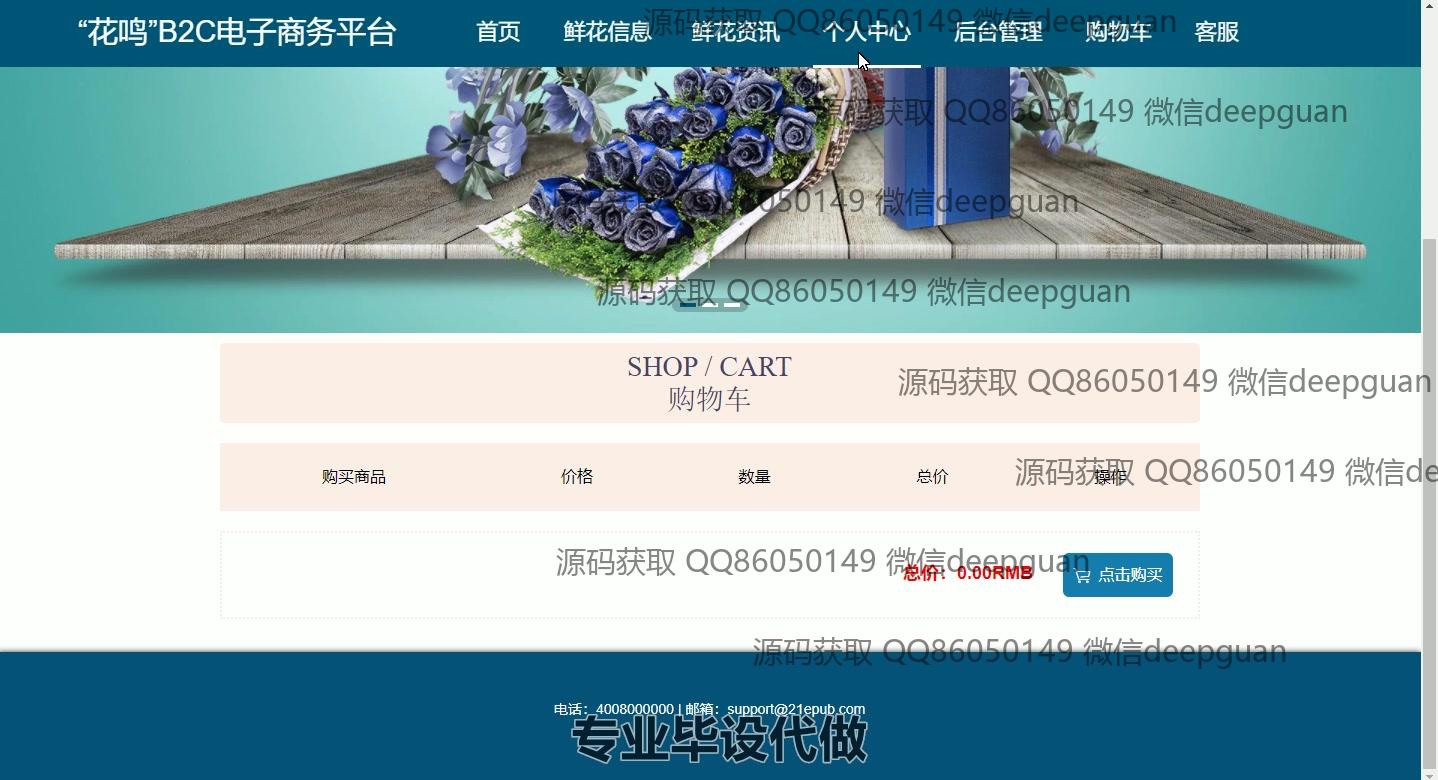 “花鸣”B2C电子商务平台 首页 鲜花信息 鲜花资讯 个人中心 后台管理 购物车 客服
源码获取 QQ86050149 微信deepguan
源码获取 QQ86050149 微信deepguan
源码获取 QQ86050149 微信deepguan
源码获取 QQ86050149 微信deepguan
SHOP / CART
源码获取 QQ86050149 微信deepguan
购物车
购买商品 价格 数量 总价 操作
源码获取 QQ86050149 微信de
源码获取 QQ86050149 微信deepguan
总价：0.00RMB 点击购买
源码获取 QQ86050149 微信deepguan
电话：4008000000 | 邮箱：support@21epub.com
专业毕设代做